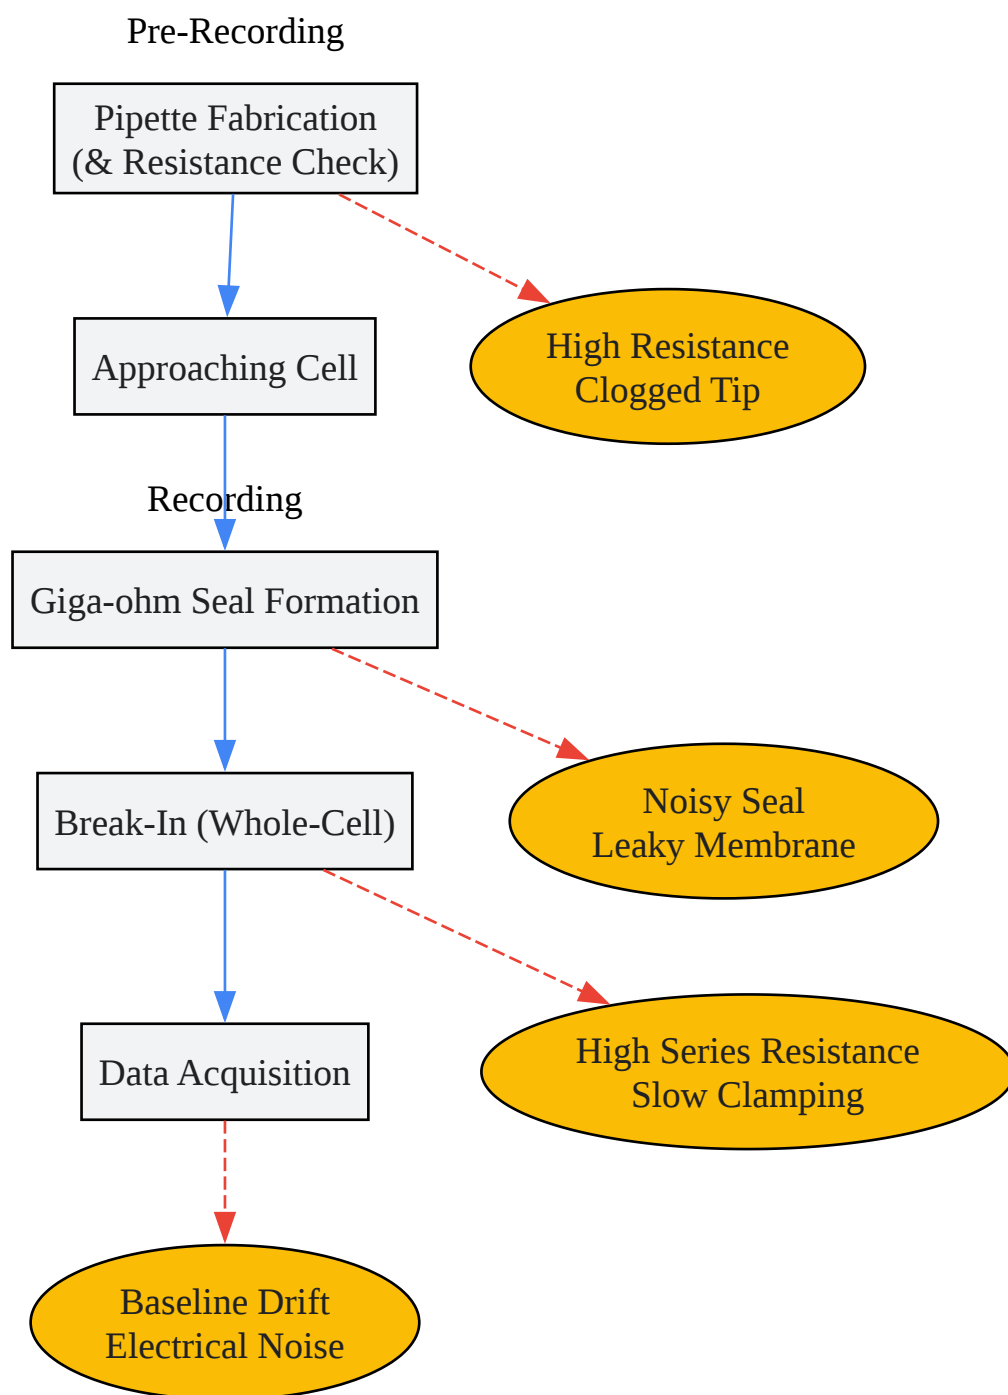 Pre-Recording
Pipette Fabrication
(& Resistance Check)
Approaching Cell
High Resistance
Clogged Tip
Recording
Giga-ohm Seal Formation
Noisy Seal
Leaky Membrane
Break-In (Whole-Cell)
High Series Resistance
Slow Clamping
Data Acquisition
Baseline Drift
Electrical Noise